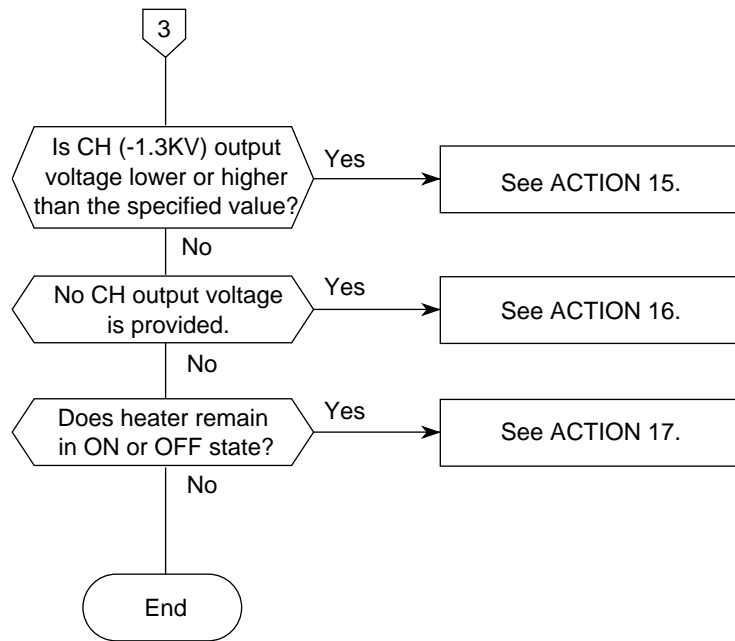 3
Is CH (-1.3KV) output
voltage lower or higher
than the specified value?
Yes
See ACTION 15.
No
No CH output voltage
is provided.
Yes
See ACTION 16.
No
Does heater remain
in ON or OFF state?
Yes
See ACTION 17.
No
End